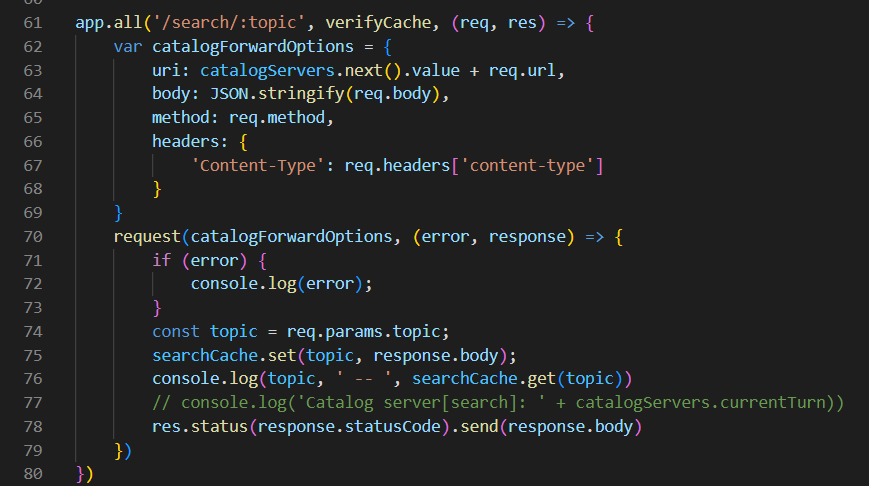 61 app.all('/search/:topic', verifyCache, (req, res) => {
62 var catalogForwardOptions = {
63 uri: catalogServers.next().value + req.url,
64 body: JSON.stringify(req.body),
65 method: req.method,
66 headers: {
67 'Content-Type': req.headers['content-type']
68 }
69 }
70 request(catalogForwardOptions, (error, response) => {
71 if (error) {
72 console.log(error);
73 }
74 const topic = req.params.topic;
75 searchCache.set(topic, response.body);
76 console.log(topic, ' -- ', searchCache.get(topic))
77 // console.log('Catalog server[search]: ' + catalogServers.currentTurn))
78 res.status(response.statusCode).send(response.body)
79 })
80 })